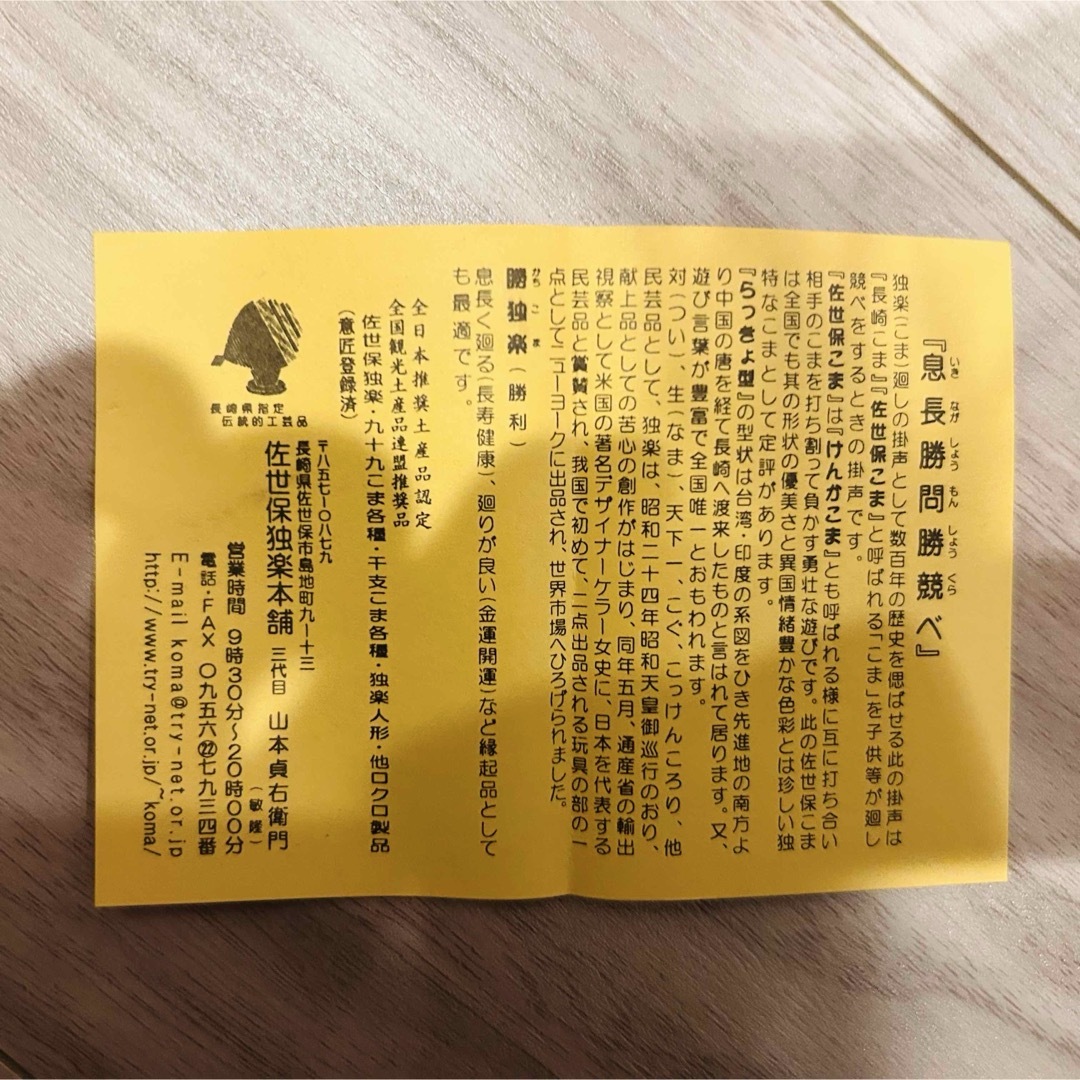 『息長勝問勝競べ』
いき なが しょう もん しょう くら
独楽(こま)廻しの掛声として数百年の歴史を偲ばせる此の掛声は
『長崎こま』『佐世保こま』と呼ばれる「こま」を子供等が廻し
競べをするときの掛声です。
『佐世保こま』は『けんかこま』とも呼ばれる様に互に打ち合い
相手のこまを打ち割って負かす勇壮な遊びです。此の佐世保こま
は全国でも其の形状の優美さと異国情緒豊かな色彩とは珍しい独
特なこまとして定評があります。
『らっきょ型』の型状は台湾・印度の系図をひき先進地の南方よ
り中国の唐を経て長崎へ渡来したものと言はれて居ります。又、
遊び言葉が豊富で全国唯一とおもわれます。
対(つい)、生(なま)、天下一、こぐ、こっけんころり、他
民芸品として、独楽は、昭和二十四年昭和天皇御巡行のおり、
献上品としての苦心の創作がはじまり、同年五月、通産省の輸出
視察として米国の著名デザイナーケラー女史に、日本を代表する
民芸品と賞賛され、我国で初めて、二点出品される玩具の部の一
点としてニューヨークに出品され、世界市場へひろげられました。
勝独楽(勝利)
かち こ ま
息長く廻る(長寿健康)、廻りが良い(金運開運)など縁起品として
も最適です。
全日本推奨土産品認定
全国観光土産品連盟推奨品
佐世保独楽・九十九こま各種・干支こま各種・独楽人形・他ロクロ製品
(意匠登録済)
長崎県指定
伝統的工芸品
〒八五七ー〇八七九
長崎県佐世保市島地町九ー十三
佐世保独楽本舗 三代目 山本貞右衛門
(敏隆)
営業時間 9時30分〜20時00分
電話・FAX 〇九五六㉒七九三四番
E-mail koma@try-net.or.jp
http://www.try-net.or.jp/~koma/